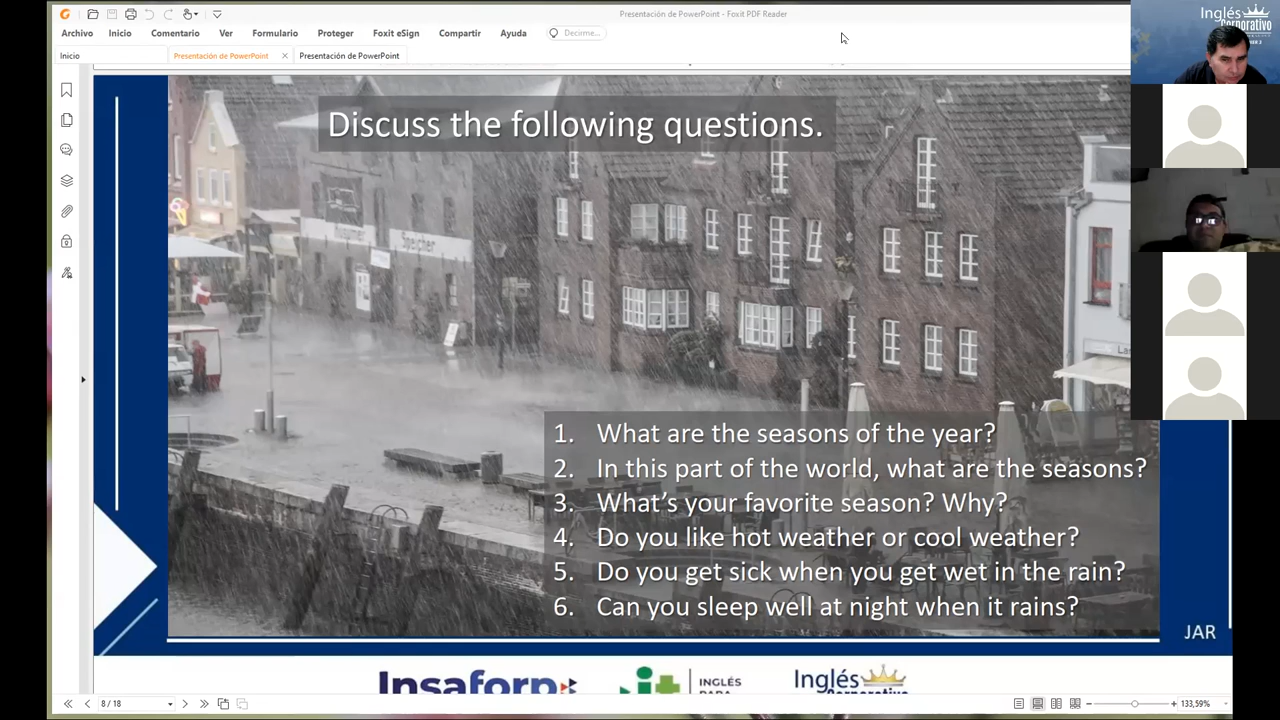 Presentación de PowerPoint - Foxit PDF Reader
Archivo Inicio Comentario Ver Formulario Proteger Foxit eSign Compartir Ayuda Decirme...
Inicio Presentación de PowerPoint Presentación de PowerPoint
Inglés
Corporativo
Discuss the following questions.
Speicher
1. What are the seasons of the year?
2. In this part of the world, what are the seasons?
3. What's your favorite season? Why?
4. Do you like hot weather or cool weather?
5. Do you get sick when you get wet in the rain?
6. Can you sleep well at night when it rains?
JAR
Insaforp
INGLÉS
PARA
Inglés
Corporativo
8 / 18
133,59%